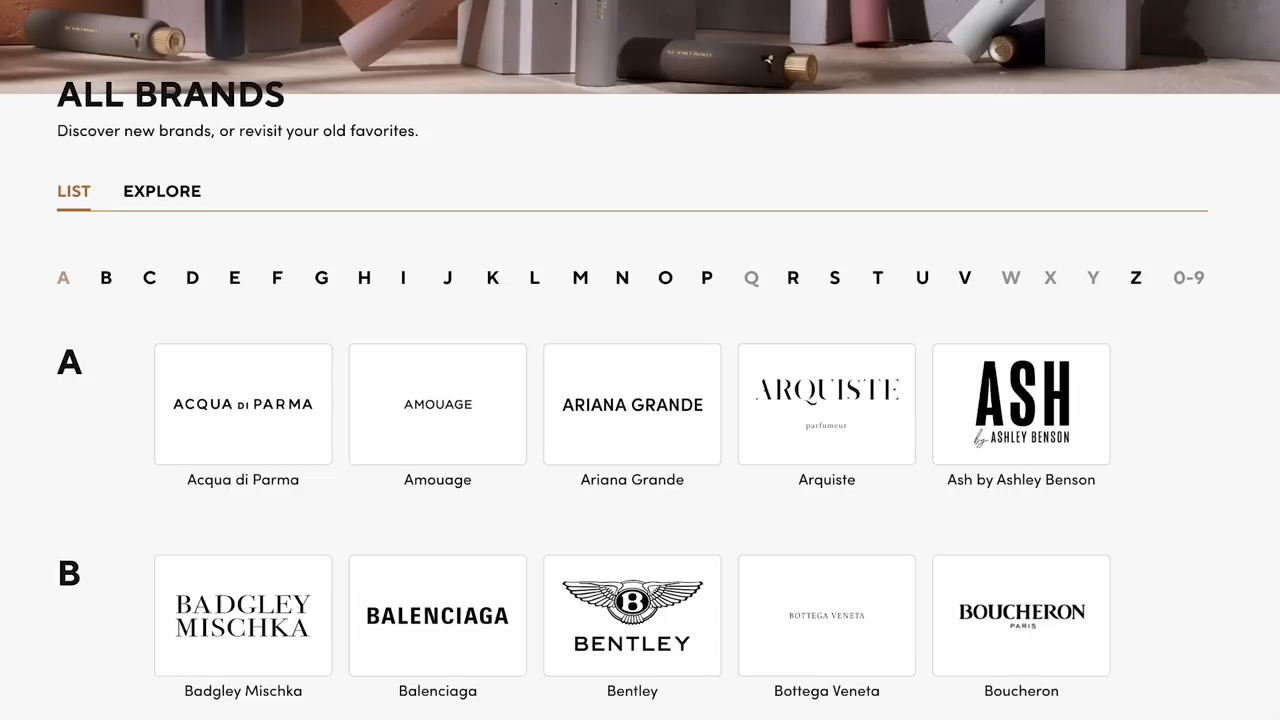 ALL BRANDS
Discover new brands, or revisit your old favorites.
LIST EXPLORE
A B C D E F G H I J K L M N O P Q R S T U V W X Y Z 0-9
A
ACQUA DI PARMA
AMOUAGE
ARIANA GRANDE
ARQUISTE
parfumeur
ASH
by ASHLEY BENSON
Acqua di Parma
Amouage
Ariana Grande
Arquiste
Ash by Ashley Benson
B
BADGLEY
MISCHKA
BALENCIAGA
B
BENTLEY
BOTTEGA VENETA
BOUCHERON
PARIS
Badgley Mischka
Balenciaga
Bentley
Bottega Veneta
Boucheron